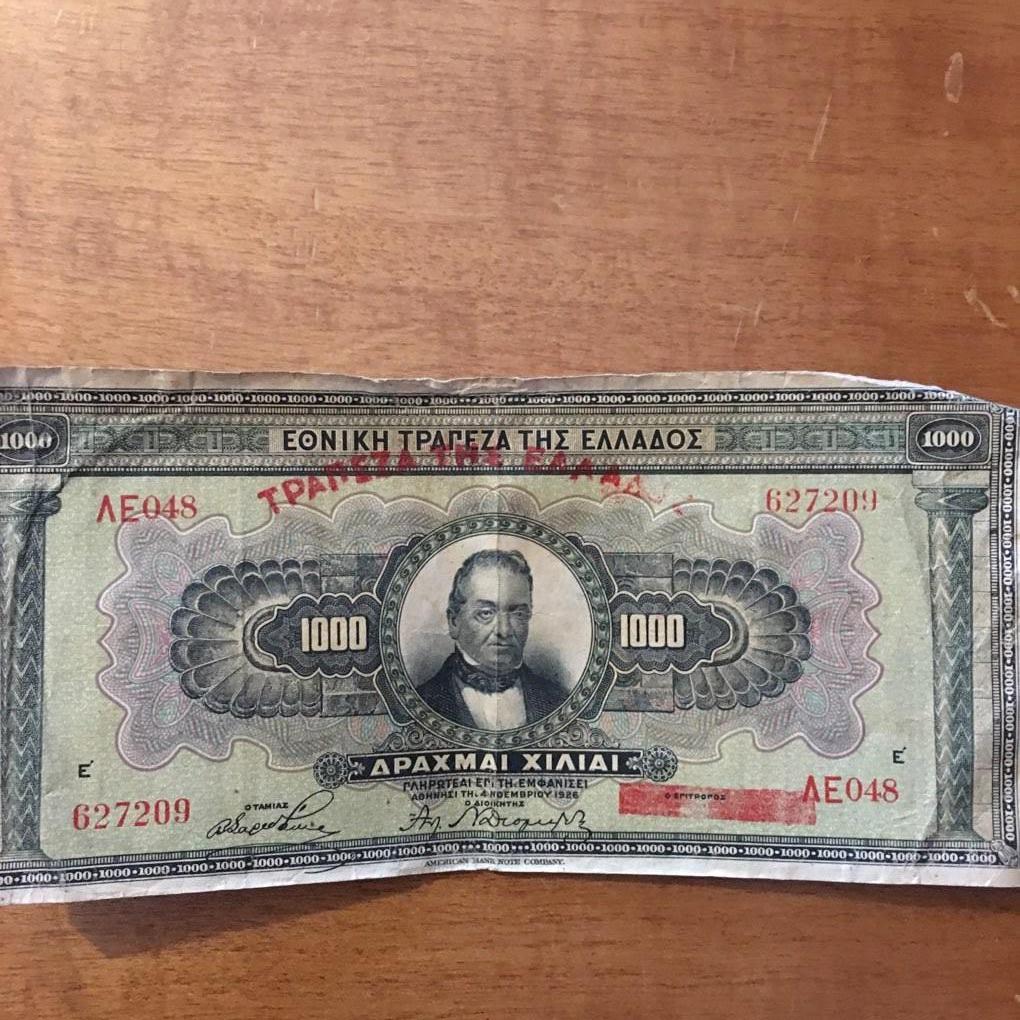 1000 ΕΘΝΙΚΗ ΤΡΑΠΕΖΑ ΤΗΣ ΕΛΛΑΔΟΣ 1000
ΤΡΑΠΕΖΑ ΤΗΣ ΕΛΛΑΔΟΣ
ΛΕ048 627209
1000 1000
ΔΡΑΧΜΑΙ ΧΙΛΙΑΙ
Ε΄ Ε΄
ΠΛΗΡΩΤΕΑΙ ΕΠΙ ΤΗ ΕΜΦΑΝΙΣΕΙ
ΑΘΗΝΗΣΙ ΤΗ 4 ΝΟΕΜΒΡΙΟΥ 1926
627209 Ο ΤΑΜΙΑΣ Ο ΔΙΟΙΚΗΤΗΣ Ο ΕΠΙΤΡΟΠΟΣ ΛΕ048
AMERICAN BANK NOTE COMPANY.